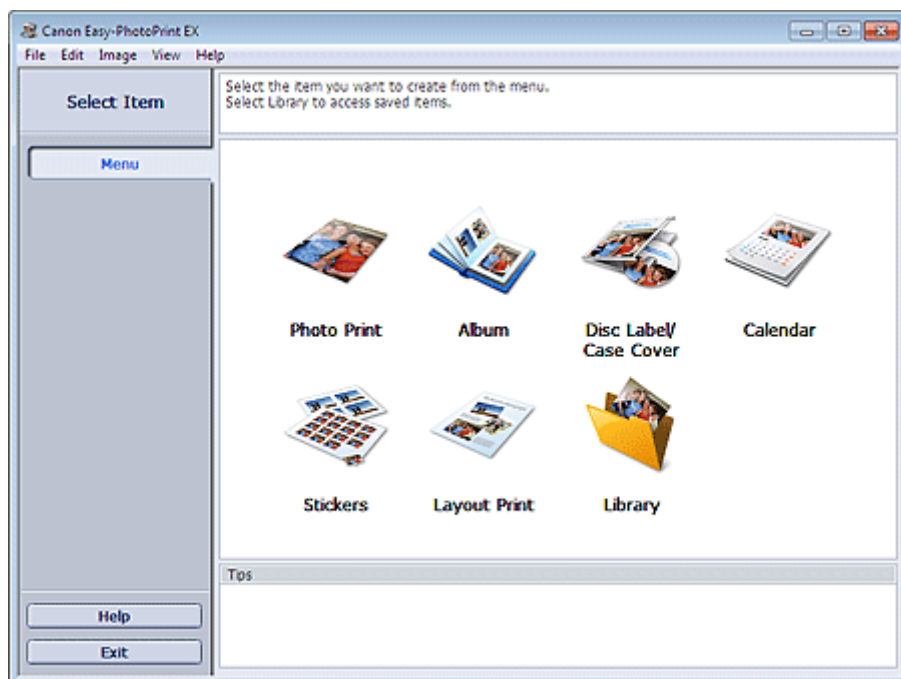 Canon Easy-PhotoPrint EX
File Edit Image View Help
Select Item
Select the item you want to create from the menu.
Select Library to access saved items.
Menu
Photo Print
Album
Disc Label/
Case Cover
Calendar
Stickers
Layout Print
Library
Tips
Help
Exit